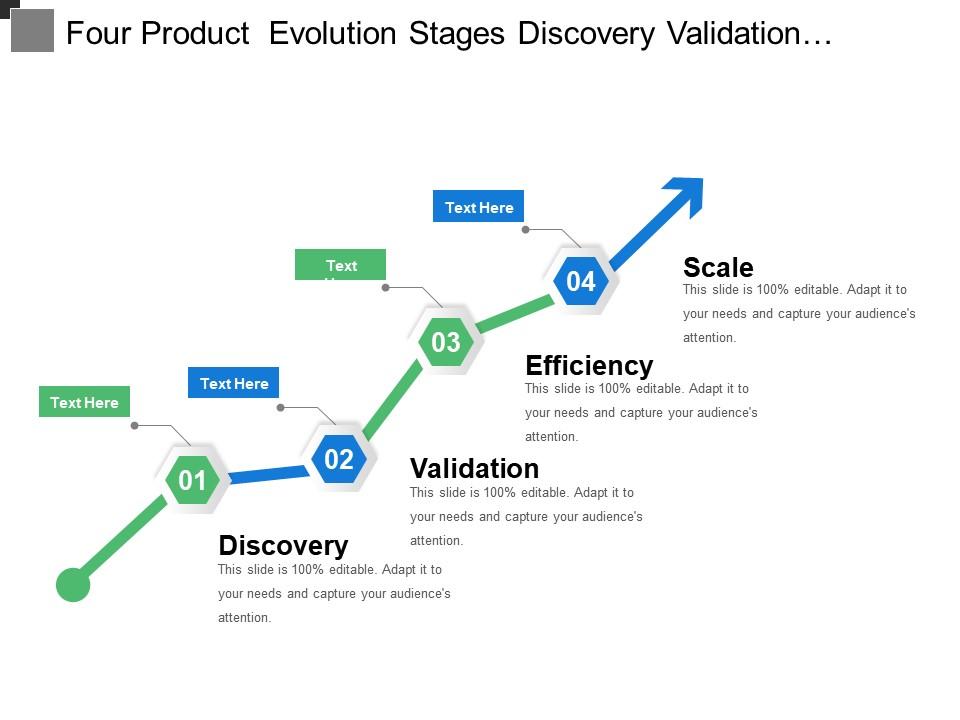 Four Product  Evolution Stages Discovery Validation…
Text Here
04
Scale
This slide is 100% editable. Adapt it to
your needs and capture your audience's
attention.
Text
03
Efficiency
This slide is 100% editable. Adapt it to
your needs and capture your audience's
attention.
Text Here
02
Validation
This slide is 100% editable. Adapt it to
your needs and capture your audience's
attention.
Text Here
01
Discovery
This slide is 100% editable. Adapt it to
your needs and capture your audience's
attention.